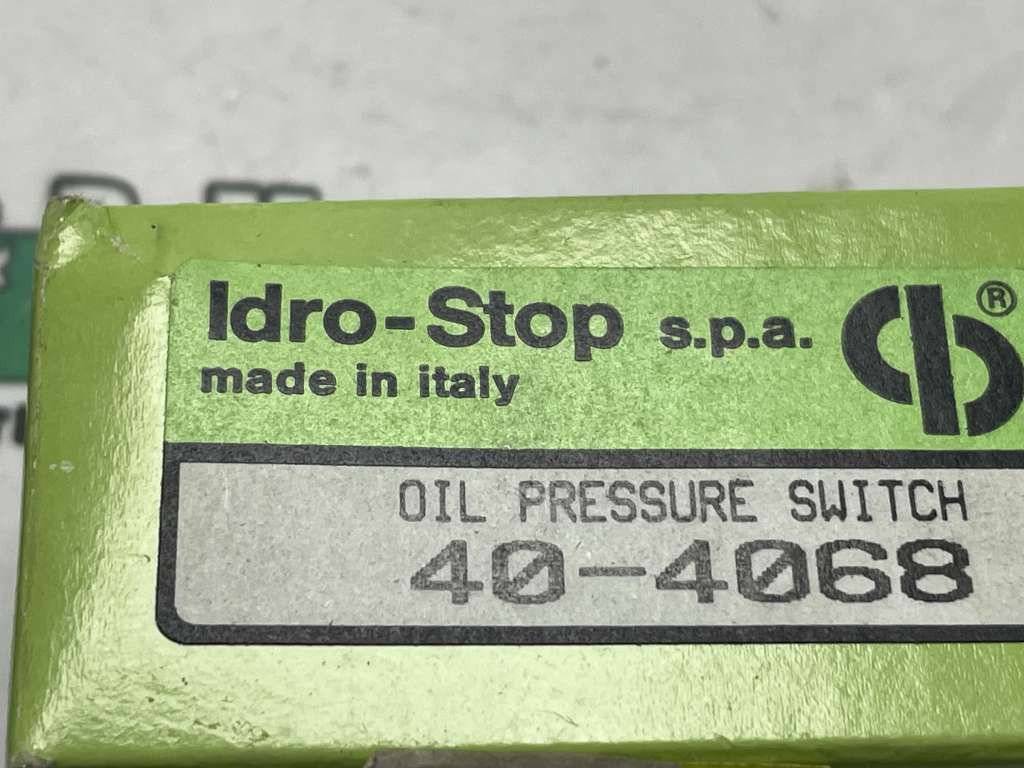 Idro-Stop s.p.a. ®
made in italy
OIL PRESSURE SWITCH
40-4068